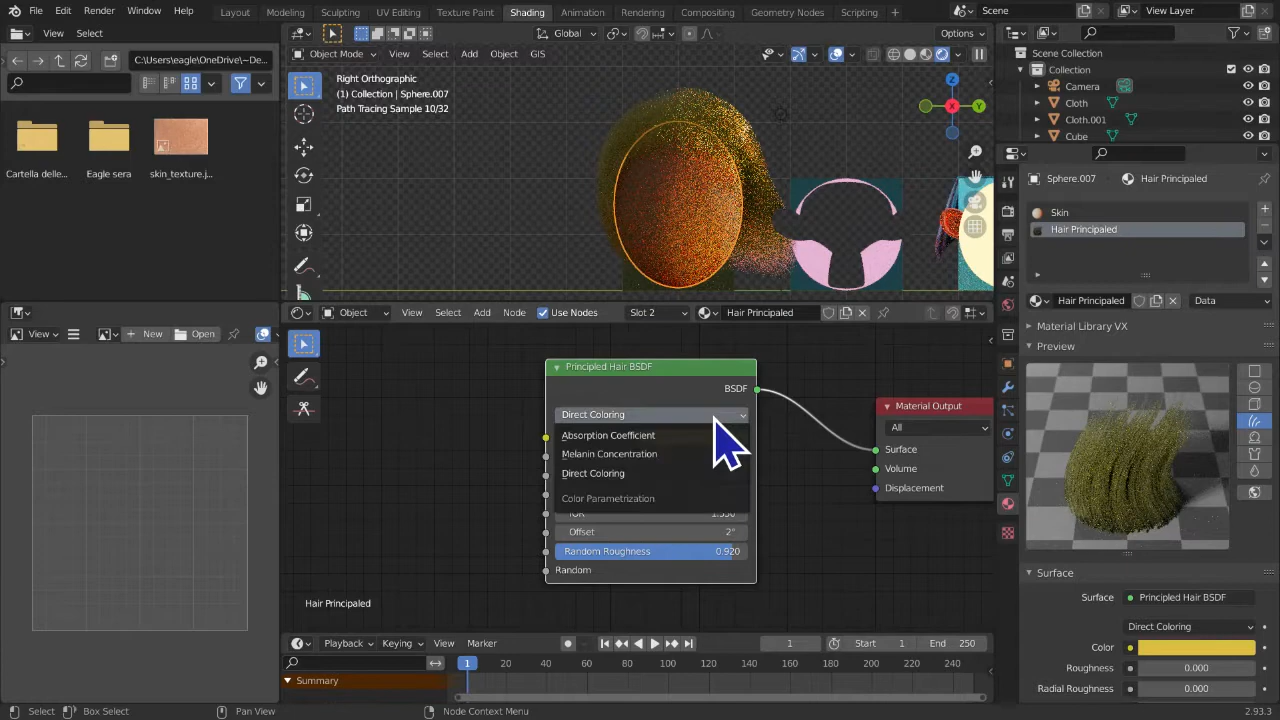 File Edit Render Window Help Layout Modeling Sculpting UV Editing Texture Paint Shading Animation Rendering Compositing Geometry Nodes Scripting + Scene View Layer
View Select
C:\Users\eagle\OneDrive\~De...
Cartella delle... Eagle sera skin_texture.j...
Global Options
Object Mode View Select Add Object GIS
Right Orthographic
(1) Collection | Sphere.007
Path Tracing Sample 10/32
Z
X
Y
Scene Collection
Collection
Camera
Cloth
Cloth.001
Cube
Sphere.007 Hair Principaled
Skin
Hair Principaled
Hair Principaled Data
Material Library VX
Preview
Surface
Surface Principled Hair BSDF
Direct Coloring
Color
Roughness 0.000
Radial Roughness 0.000
View New Open
Object View Select Add Node Use Nodes Slot 2 Hair Principaled
Principled Hair BSDF
BSDF
Direct Coloring
Absorption Coefficient
Melanin Concentration
Direct Coloring
Color Parametrization
IOR 1.550
Offset 2°
Random Roughness 0.920
Random
Material Output
All
Surface
Volume
Displacement
Hair Principaled
Playback Keying View Marker 1 Start 1 End 250
1 20 40 60 80 100 120 140 160 180 200 220 240
Summary
Select Box Select Pan View Node Context Menu 2.93.3